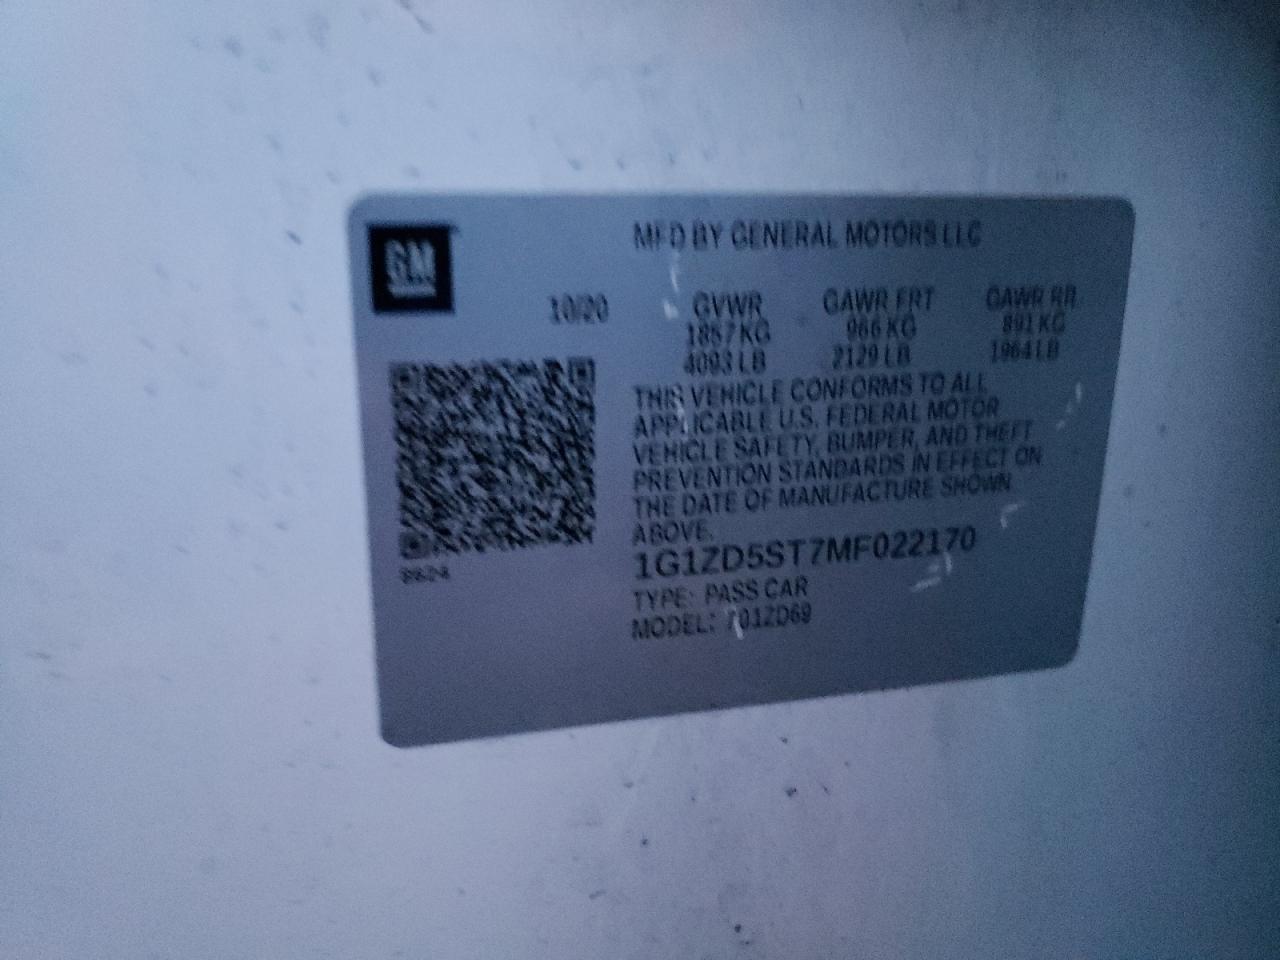 GM
MFD BY GENERAL MOTORS LLC
10/20 GVWR GAWR FRT GAWR RR
1857 KG 966 KG 891 KG
4093 LB 2129 LB 1964 LB
THIS VEHICLE CONFORMS TO ALL
APPLICABLE U.S. FEDERAL MOTOR
VEHICLE SAFETY, BUMPER, AND THEFT
PREVENTION STANDARDS IN EFFECT ON
THE DATE OF MANUFACTURE SHOWN
ABOVE.
1G1ZD5ST7MF022170
TYPE: PASS CAR
MODEL: